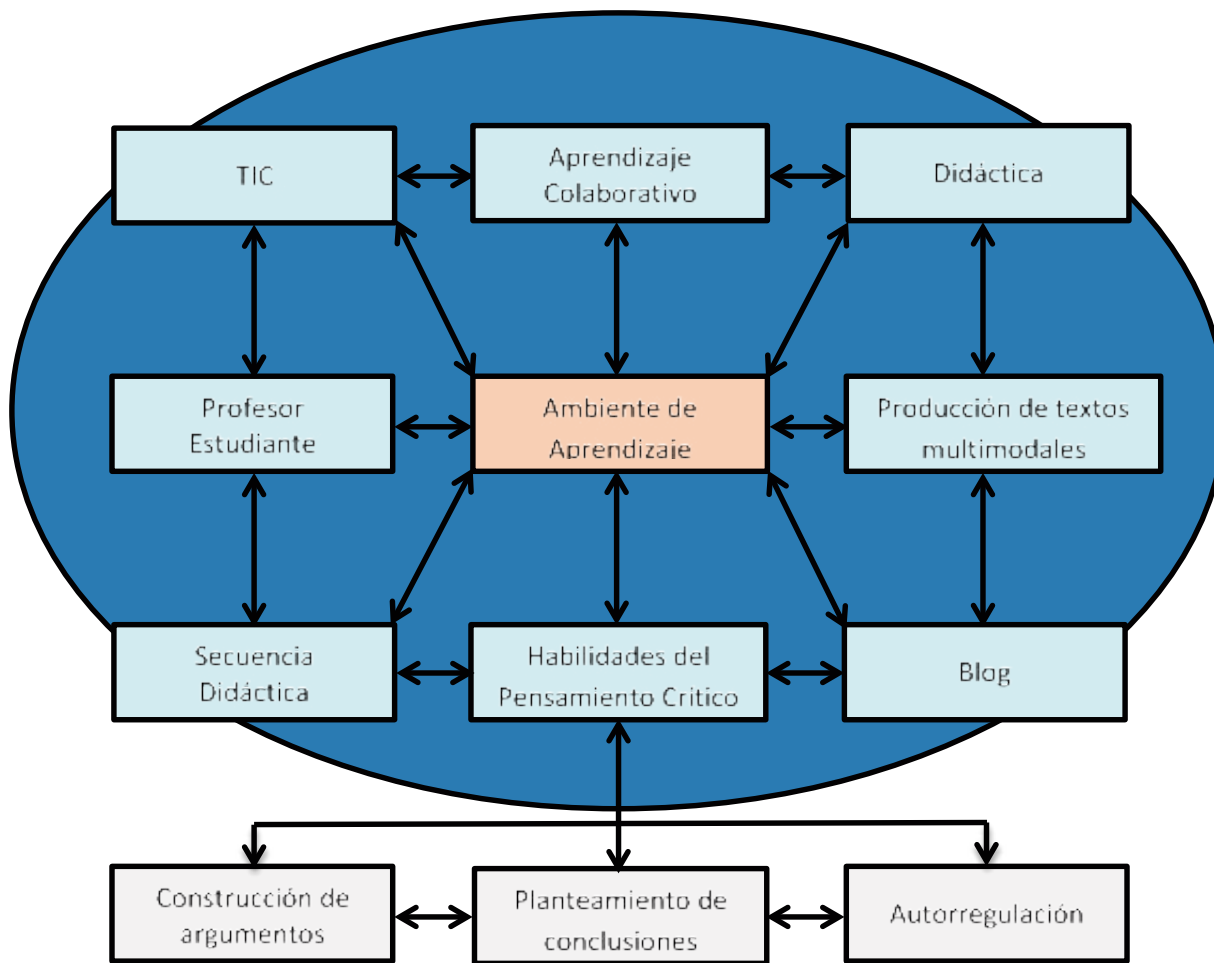 TIC
Aprendizaje
Colaborativo
Didáctica
Profesor
Estudiante
Ambiente de
Aprendizaje
Producción de textos
multimodales
Secuencia
Didáctica
Habilidades del
Pensamiento Critico
Blog
Construcción de
argumentos
Planteamiento de
conclusiones
Autorregulación